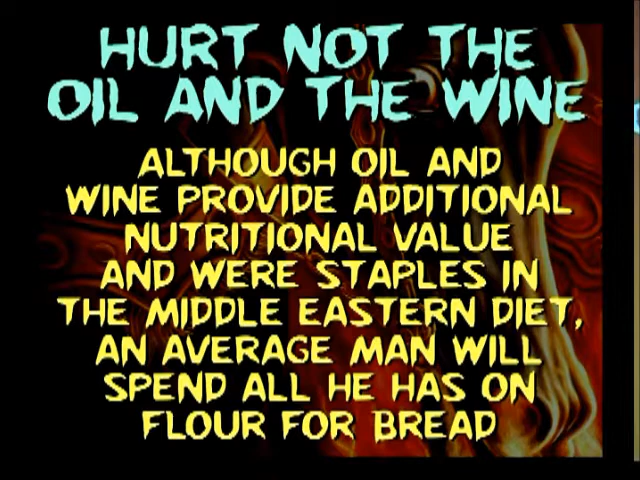 HURT NOT THE
OIL AND THE WINE
ALTHOUGH OIL AND
WINE PROVIDE ADDITIONAL
NUTRITIONAL VALUE
AND WERE STAPLES IN
THE MIDDLE EASTERN DIET,
AN AVERAGE MAN WILL
SPEND ALL HE HAS ON
FLOUR FOR BREAD